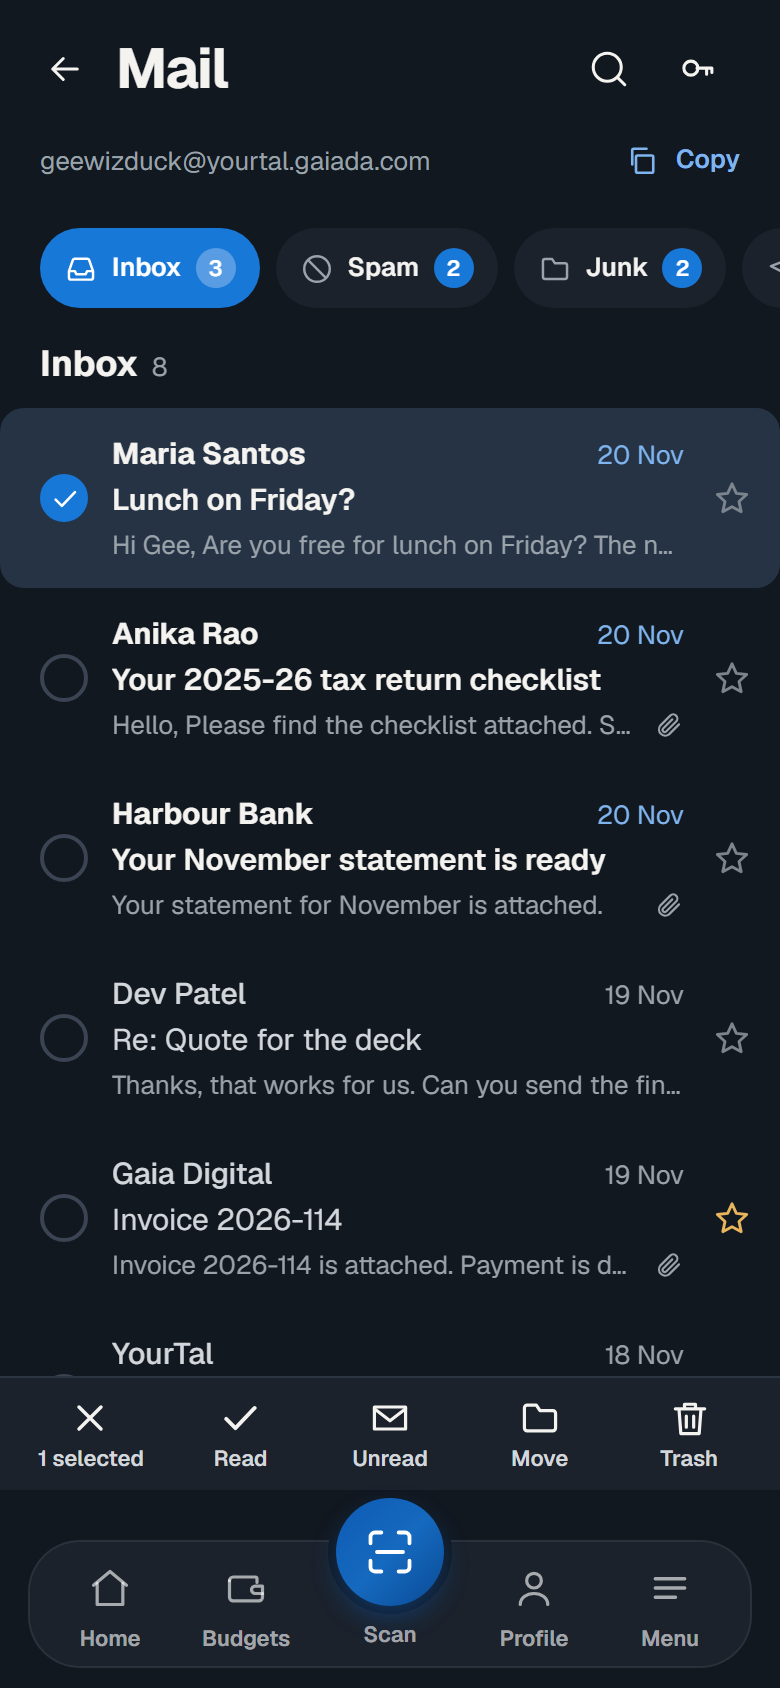 Mail
geewizduck@yourtal.gaiada.com Copy
Inbox 3 Spam 2 Junk 2
Inbox 8
Maria Santos 20 Nov
Lunch on Friday?
Hi Gee, Are you free for lunch on Friday? The n...
Anika Rao 20 Nov
Your 2025-26 tax return checklist
Hello, Please find the checklist attached. S...
Harbour Bank 20 Nov
Your November statement is ready
Your statement for November is attached.
Dev Patel 19 Nov
Re: Quote for the deck
Thanks, that works for us. Can you send the fin...
Gaia Digital 19 Nov
Invoice 2026-114
Invoice 2026-114 is attached. Payment is d...
YourTal 18 Nov
1 selected Read Unread Move Trash
Home Budgets Scan Profile Menu